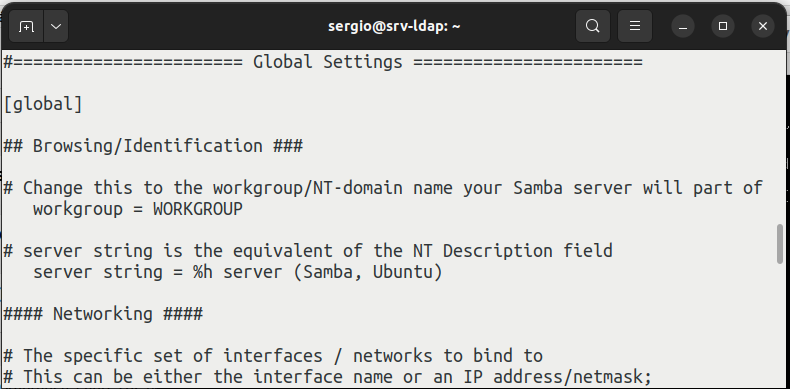 sergio@srv-ldap: ~
#======================= Global Settings =======================
[global]
## Browsing/Identification ###
# Change this to the workgroup/NT-domain name your Samba server will part of
workgroup = WORKGROUP
# server string is the equivalent of the NT Description field
server string = %h server (Samba, Ubuntu)
#### Networking ####
# The specific set of interfaces / networks to bind to
# This can be either the interface name or an IP address/netmask;